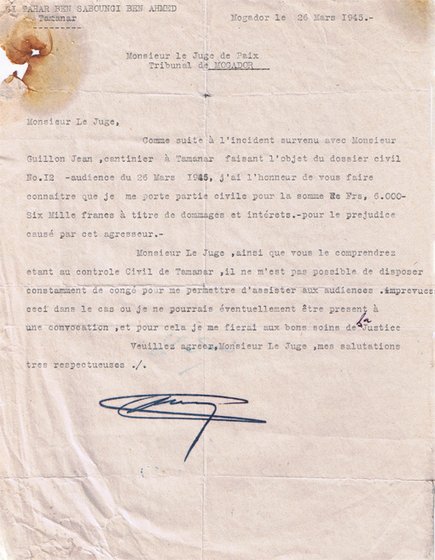 SI TAHAR BEN SABOUNGI BEN AHMED
Tamanar
Mogador le 26 Mars 1945.-
Monsieur le Juge de Paix
Tribunal de MOGADOR
Monsieur Le Juge,
Comme suite à l'incident survenu avec Monsieur
Guillon Jean ,cantinier à Tamanar faisant l'objet du dossier civil
No.I2 -audience du 26 Mars 1945, j'ai l'honneur de vous faire
connaitre que je me porte partie civile pour la somme de Frs, 6.000-
Six Mille francs à titre de dommages et intérets.-pour le prejudice
causé par cet agresseur.-
Monsieur Le Juge ,ainsi que vous le comprendrez
etant au controle Civil de Tamanar ,il ne m'est pas possible de disposer
constamment de congé pour me permettre d'assister aux audiences .imprevues
ceci dans le cas ou je ne pourrais éventuellement être present à
une convocation ,et pour cela je me fierai aux bons soins de la Justice
Veuillez agreer,Monsieur Le Juge ,mes salutations
tres respectueuses ./.